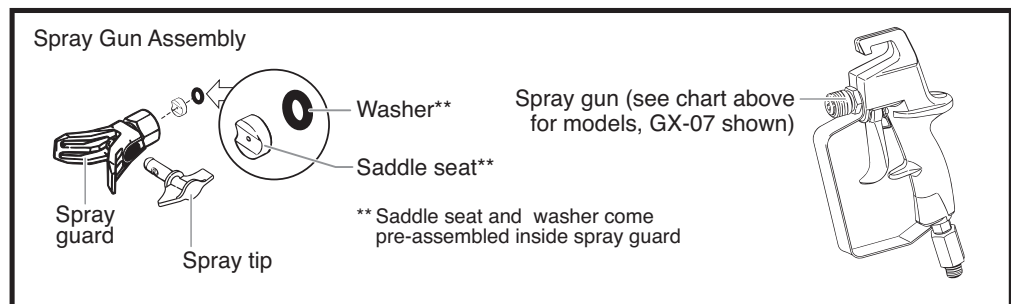 Spray Gun Assembly
Washer**
Saddle seat**
** Saddle seat and washer come
pre-assembled inside spray guard
Spray
guard
Spray tip
Spray gun (see chart above
for models, GX-07 shown)